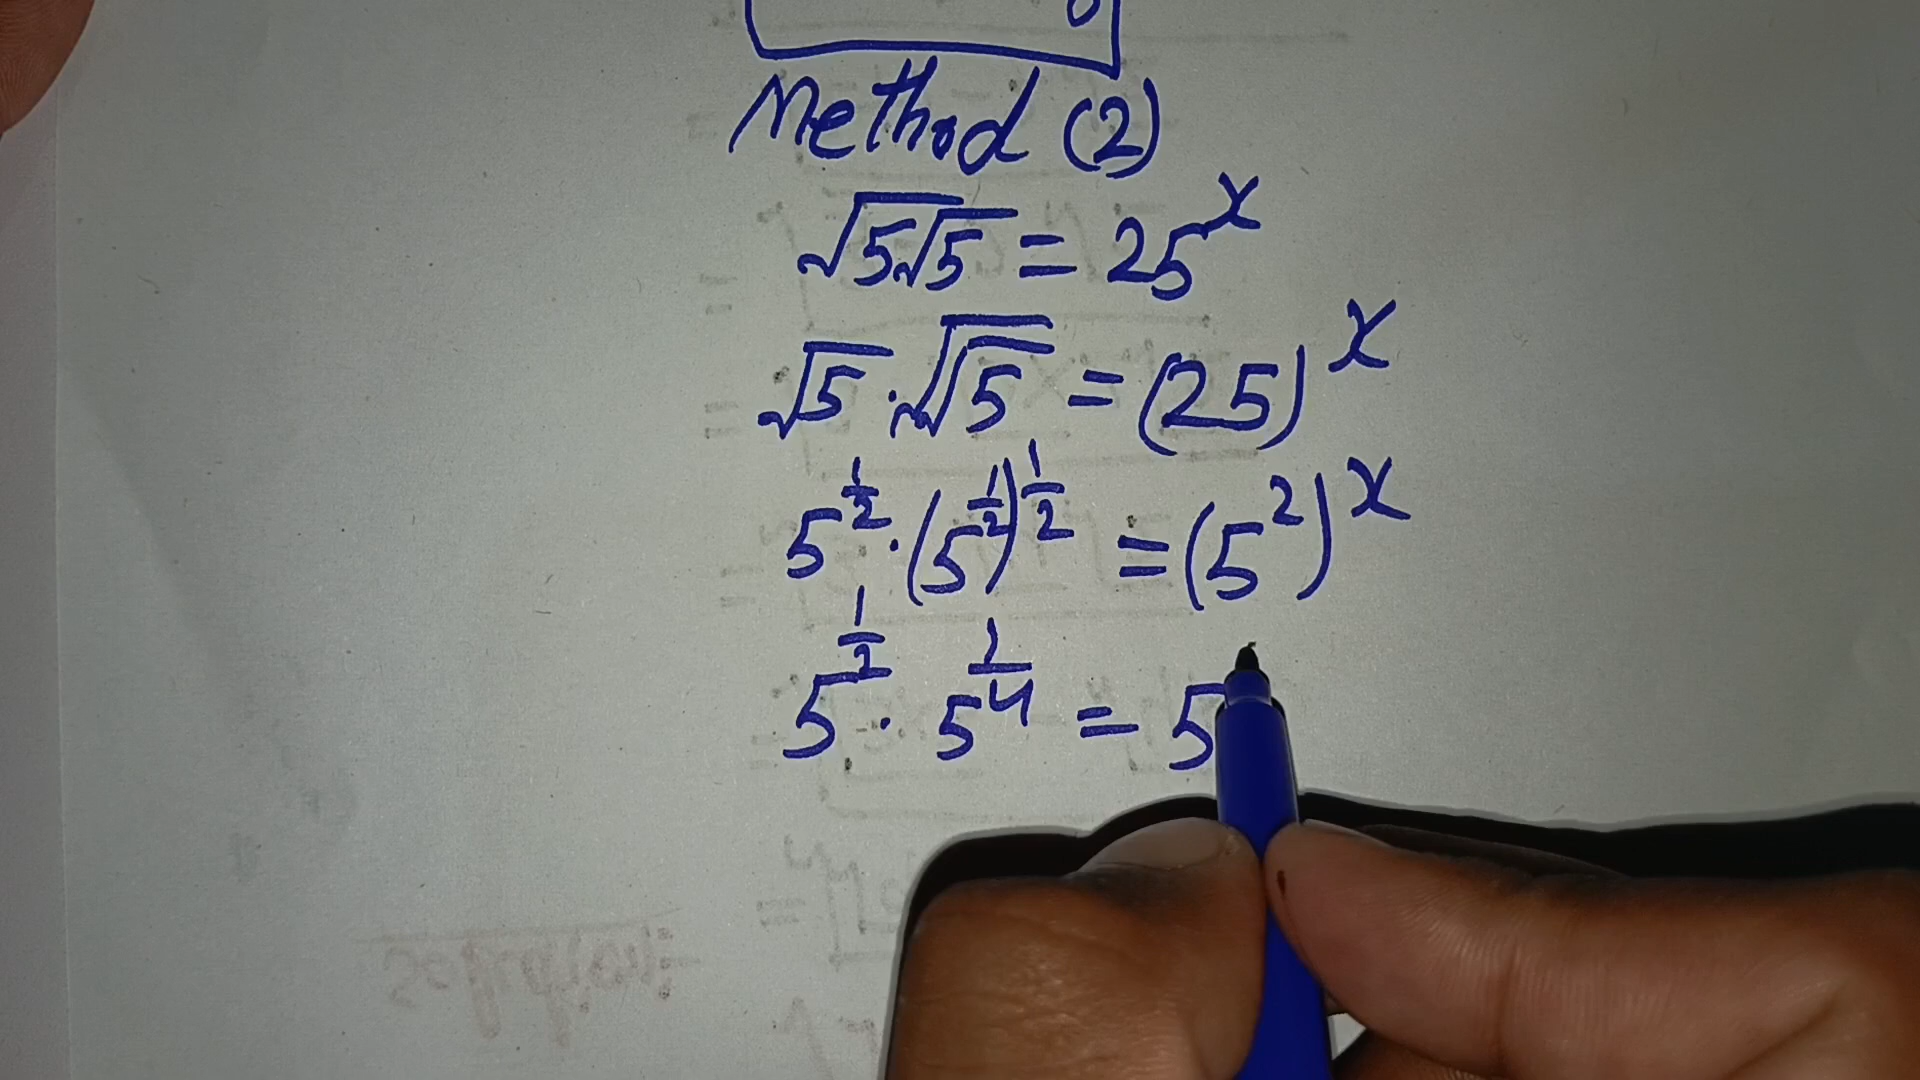 Method (2)
√5√5 = 25^x
√5 · √√5 = (25)^x
5^1/2 · (5^1/2)^1/2 = (5^2)^x
5^1/2 · 5^1/4 = 5